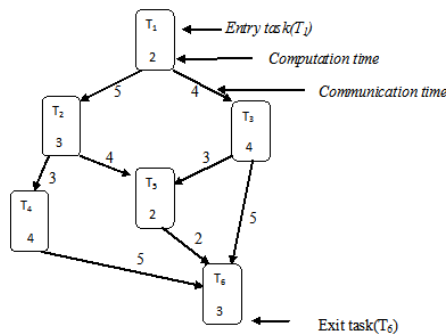 T1
Entry task(T1)
2
Computation time
5
4
Communication time
T2
3
T3
4
4
3
3
T5
2
T4
4
5
2
5
T6
3
Exit task(T6)